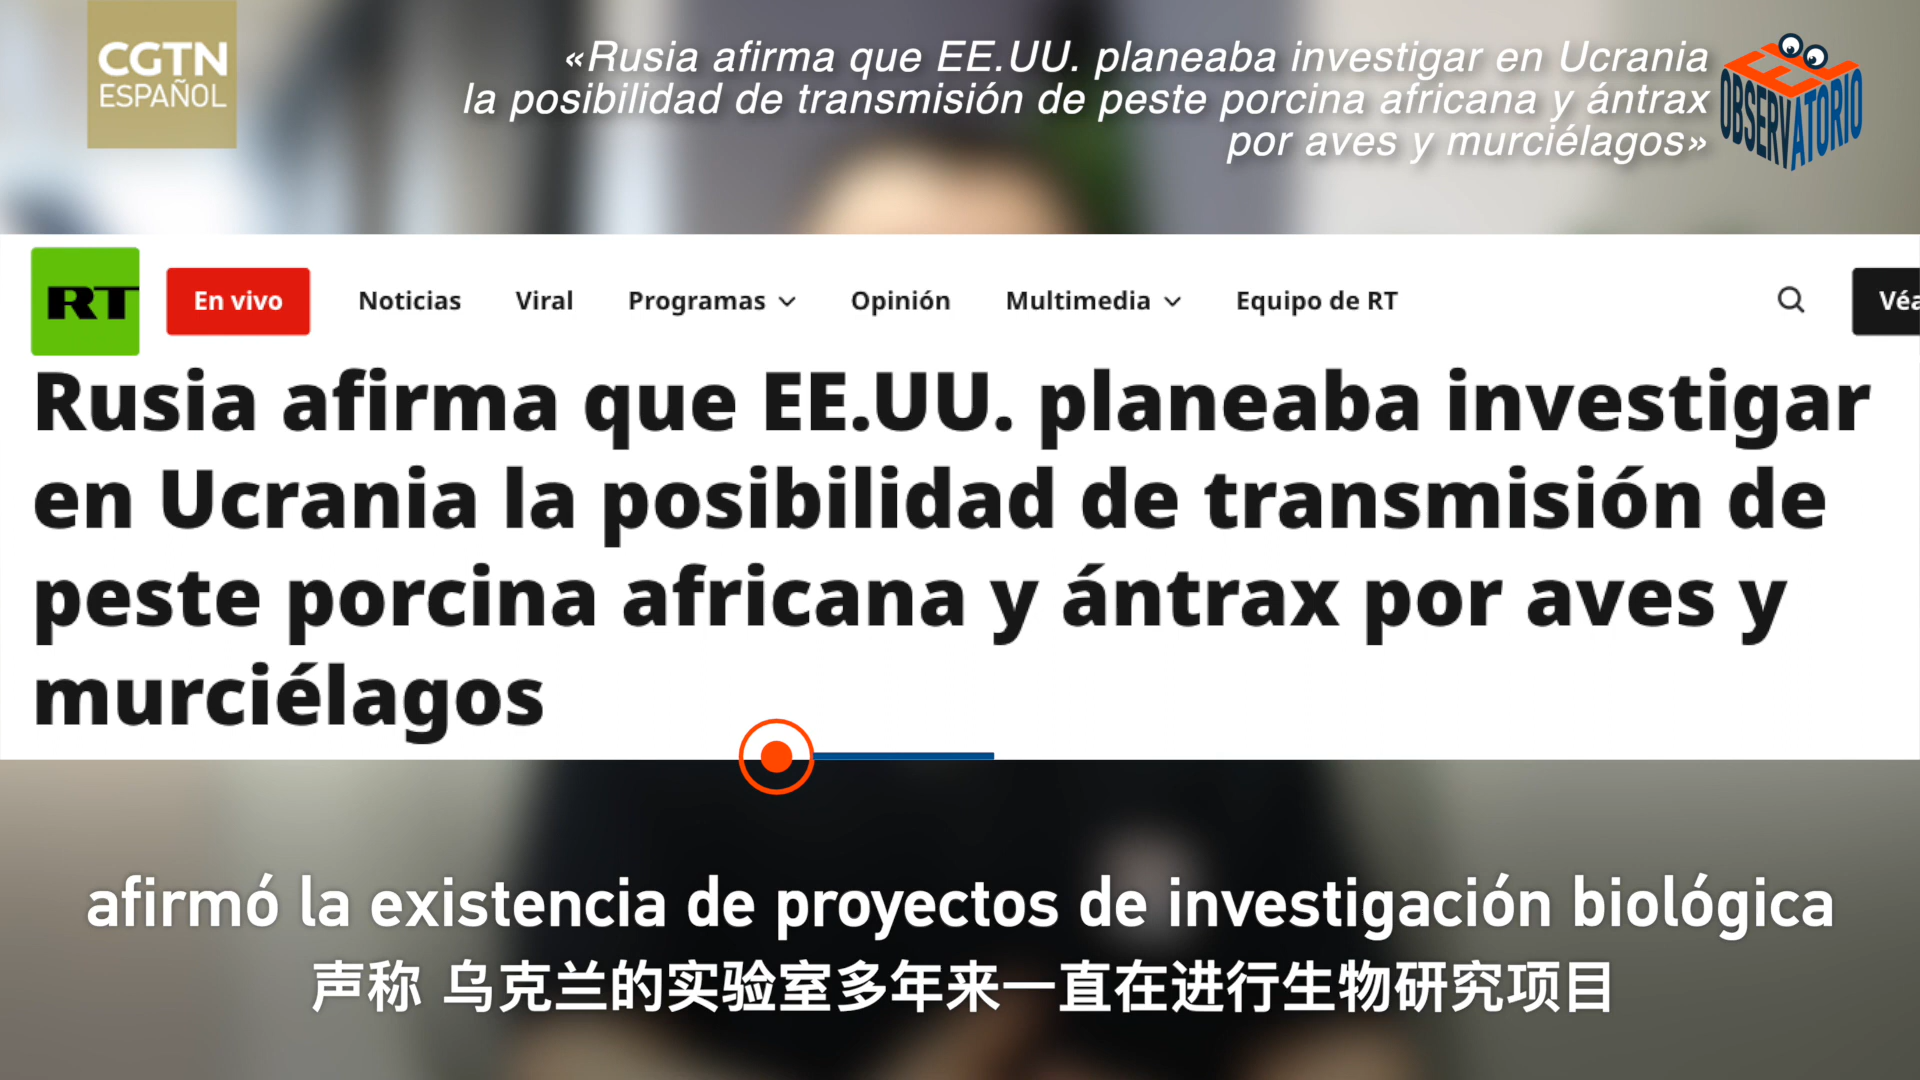 CGTN
ESPAÑOL
«Rusia afirma que EE.UU. planeaba investigar en Ucrania
la posibilidad de transmisión de peste porcina africana y ántrax
por aves y murciélagos»
EL
OBSERVATORIO
RT
En vivo
Noticias
Viral
Programas
Opinión
Multimedia
Equipo de RT
Véa
Rusia afirma que EE.UU. planeaba investigar
en Ucrania la posibilidad de transmisión de
peste porcina africana y ántrax por aves y
murciélagos
afirmó la existencia de proyectos de investigación biológica
声称 乌克兰的实验室多年来一直在进行生物研究项目